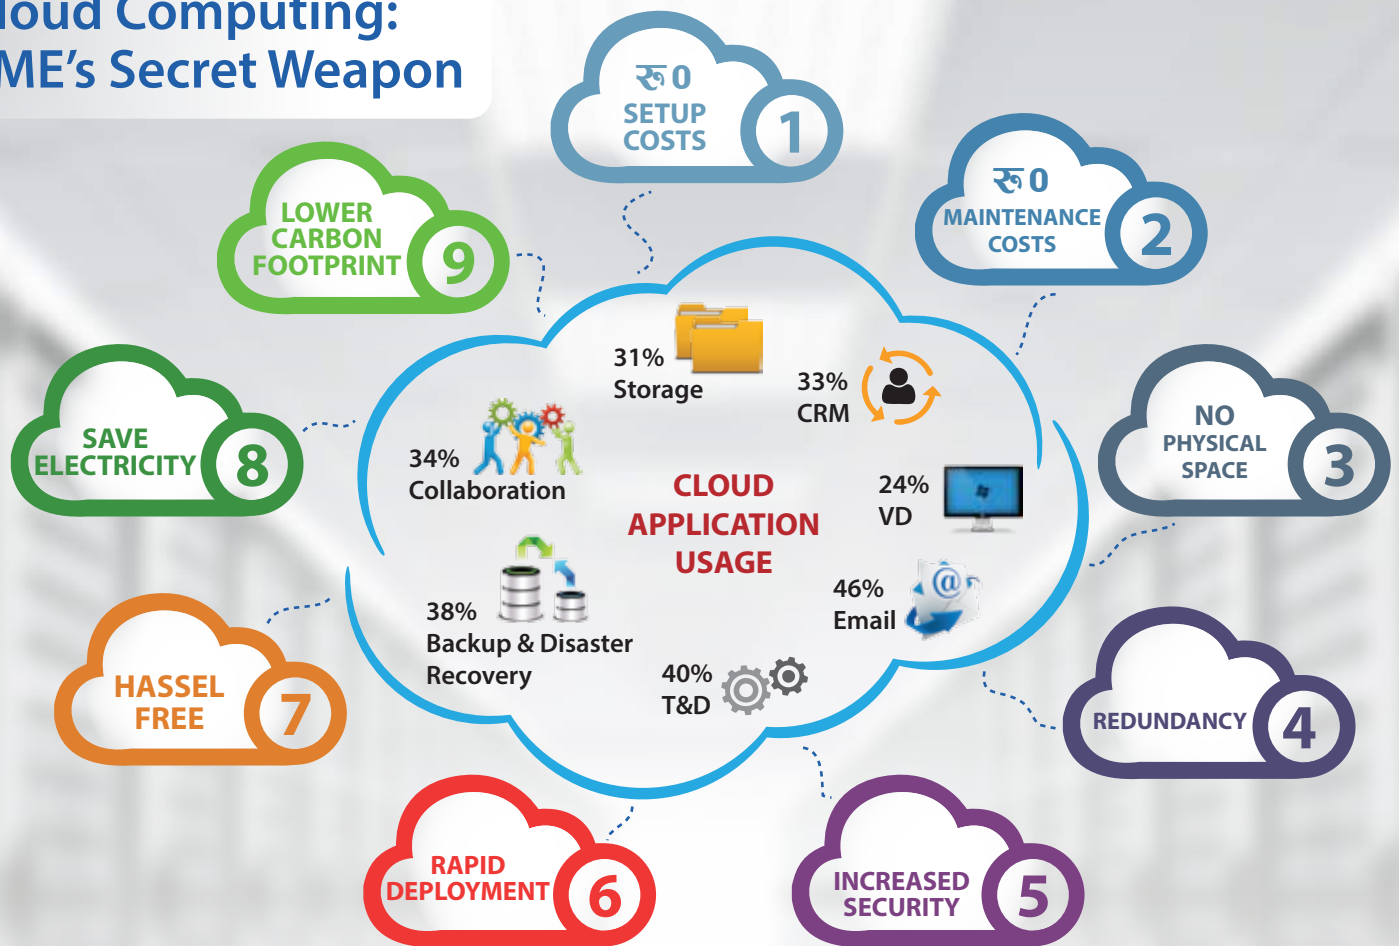 loud Computing:
ME's Secret Weapon
रू 0
SETUP
COSTS
1
रू 0
MAINTENANCE
COSTS
2
NO
PHYSICAL
SPACE
3
REDUNDANCY
4
INCREASED
SECURITY
5
RAPID
DEPLOYMENT
6
HASSEL
FREE
7
SAVE
ELECTRICITY
8
LOWER
CARBON
FOOTPRINT
9
CLOUD
APPLICATION
USAGE
31%
Storage
33%
CRM
24%
VD
46%
Email
@
40%
T&D
38%
Backup & Disaster
Recovery
34%
Collaboration